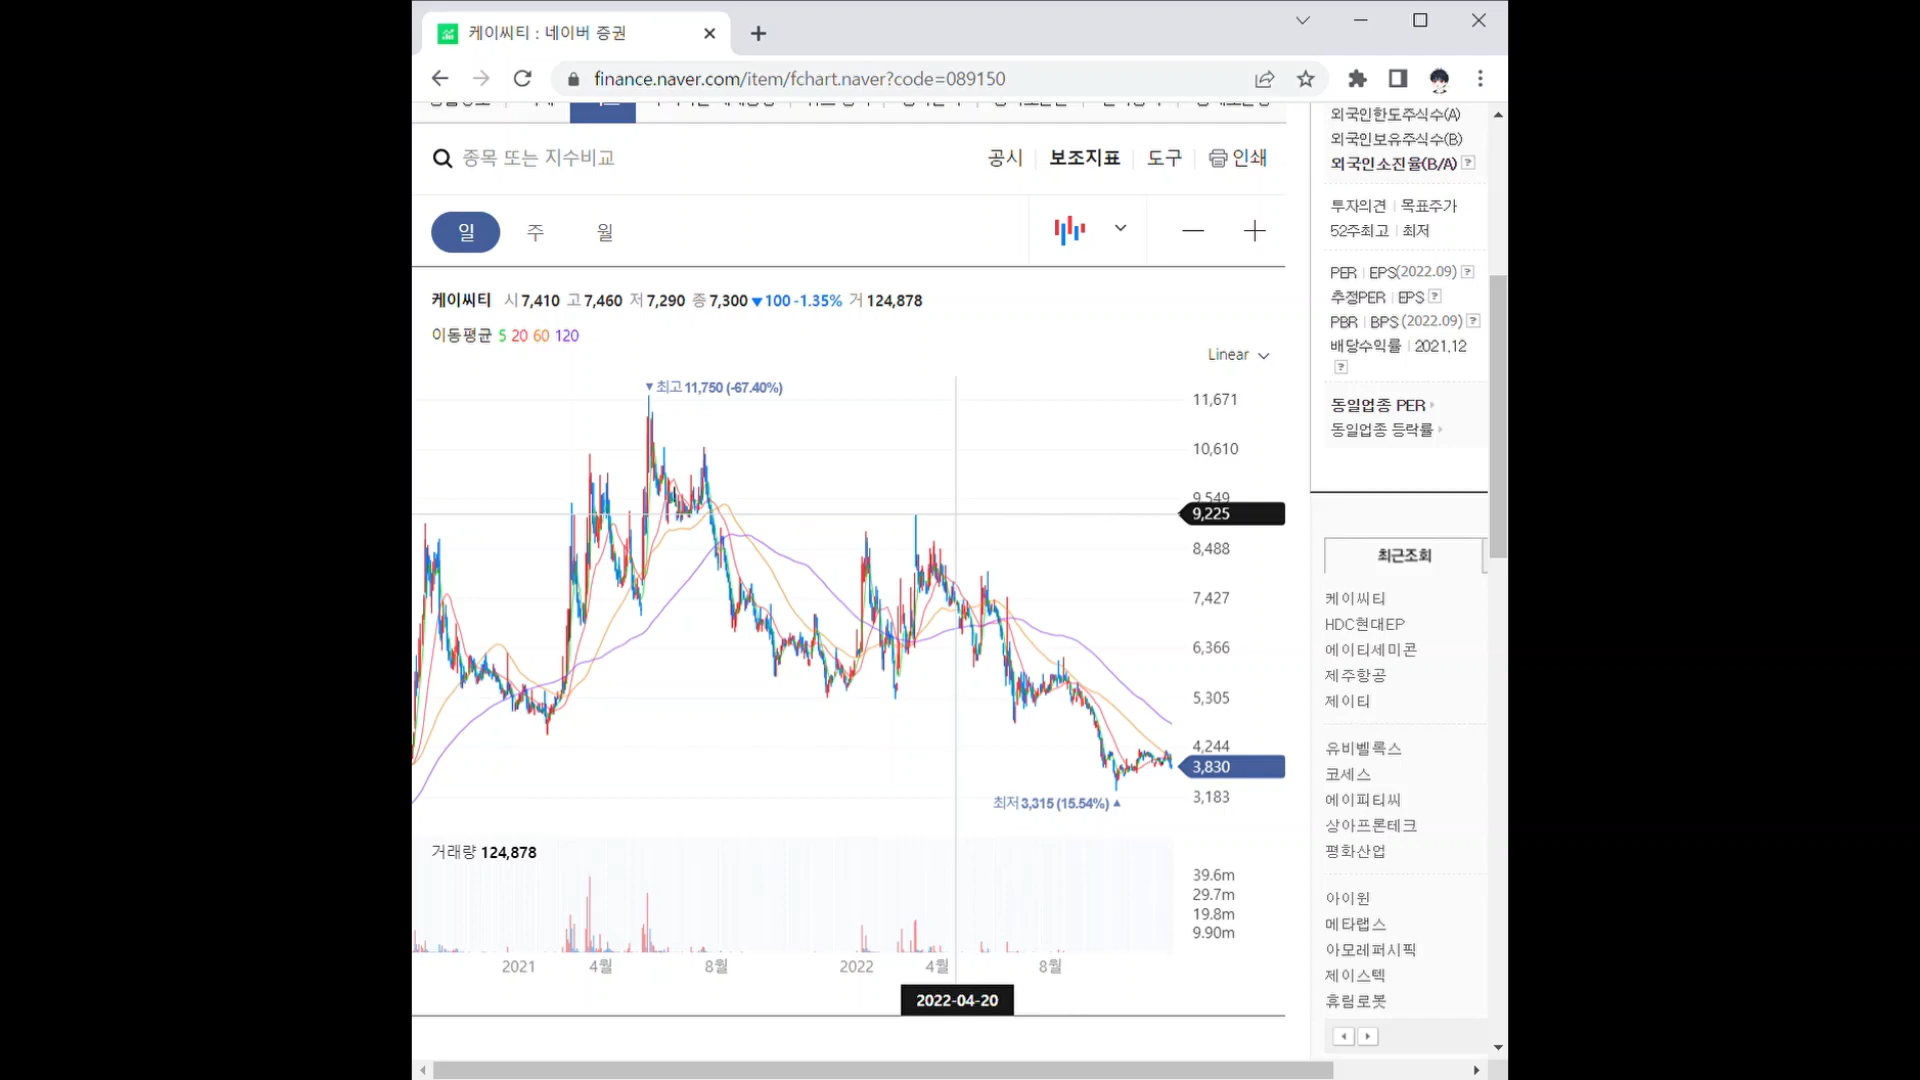 케이씨티 : 네이버 증권
finance.naver.com/item/fchart.naver?code=089150
종목 또는 지수비교
공시 보조지표 도구 인쇄
일 주 월
케이씨티 시 7,410 고 7,460 저 7,290 종 7,300 ▼100 -1.35% 거 124,878
이동평균 5 20 60 120
Linear
▼최고 11,750 (-67.40%)
11,671
10,610
9,549
9,225
8,488
7,427
6,366
5,305
4,244
3,830
3,183
최저 3,315 (15.54%) ▲
거래량 124,878
39.6m
29.7m
19.8m
9.90m
2021 4월 8월 2022 4월 8월
2022-04-20
외국인한도주식수(A)
외국인보유주식수(B)
외국인소진율(B/A) ?
투자의견 | 목표주가
52주최고 | 최저
PER | EPS(2022.09) ?
추정PER | EPS ?
PBR | BPS (2022.09) ?
배당수익률 | 2021.12
?
동일업종 PER
동일업종 등락률
최근조회
케이씨티
HDC현대EP
에이티세미콘
제주항공
제이티
유비벨록스
코세스
에이피티씨
상아프론테크
평화산업
아이윈
메타랩스
아모레퍼시픽
제이스텍
휴림로봇